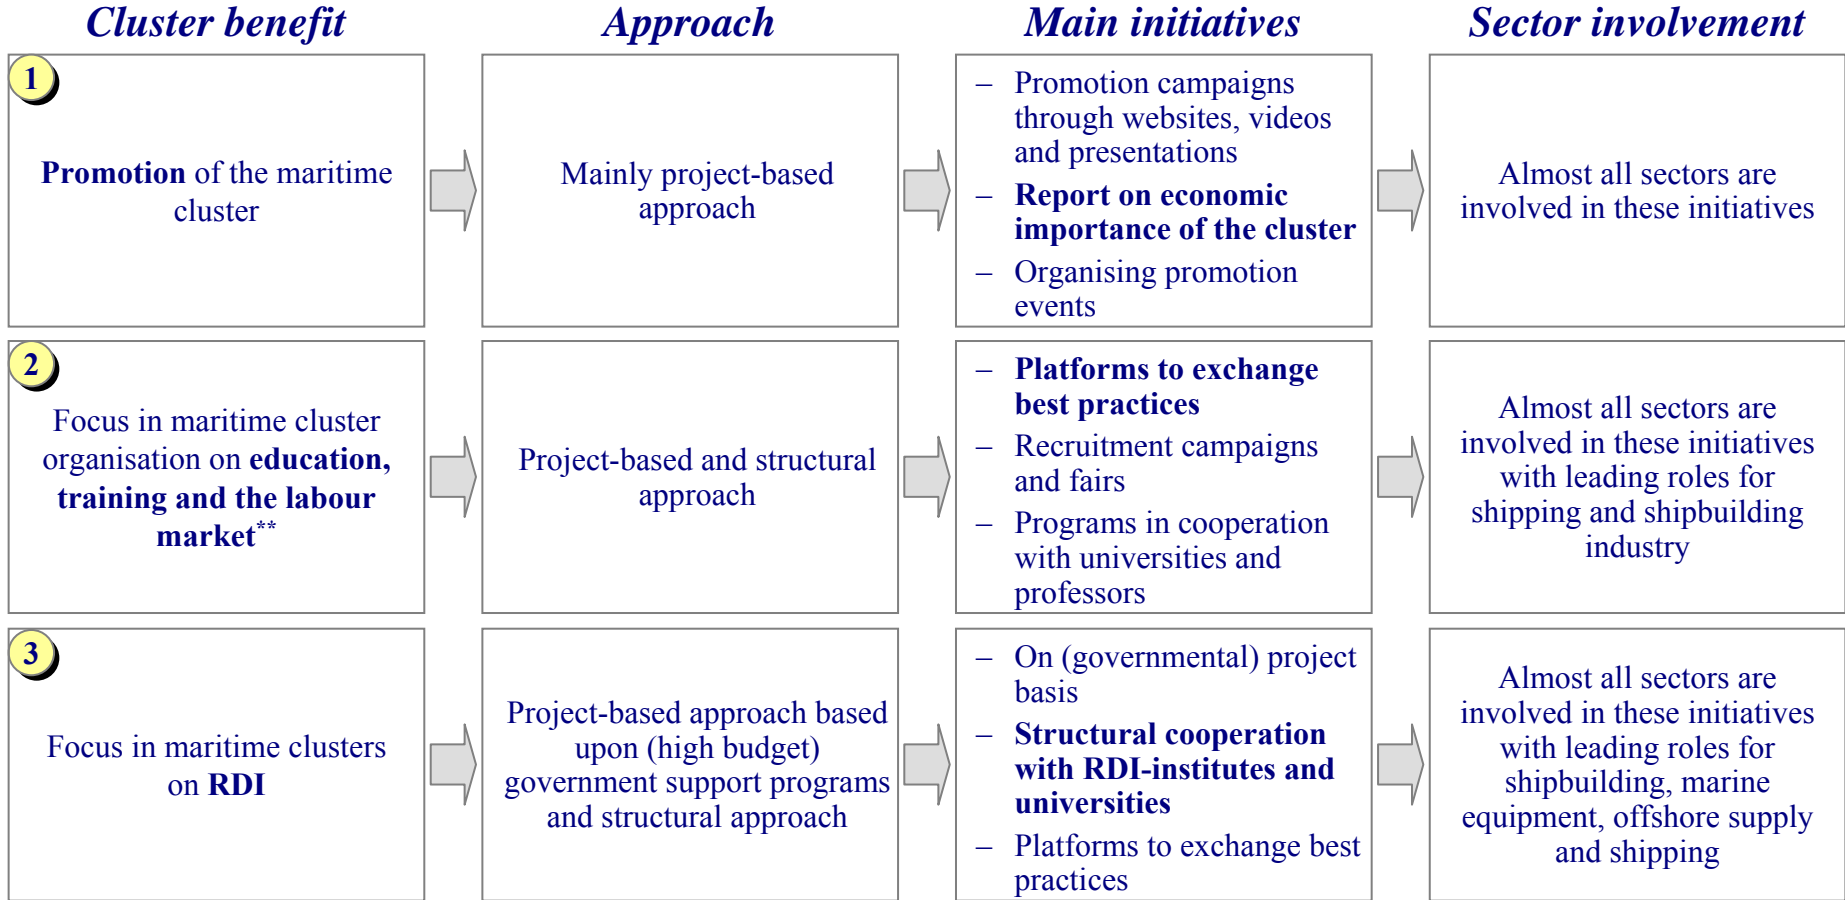 Cluster benefit
Approach
Main initiatives
Sector involvement
1
Promotion of the maritime
cluster
Mainly project-based
approach
– Promotion campaigns
through websites, videos
and presentations
– Report on economic
importance of the cluster
– Organising promotion
events
Almost all sectors are
involved in these initiatives
2
Focus in maritime cluster
organisation on education,
training and the labour
market**
Project-based and structural
approach
– Platforms to exchange
best practices
– Recruitment campaigns
and fairs
– Programs in cooperation
with universities and
professors
Almost all sectors are
involved in these initiatives
with leading roles for
shipping and shipbuilding
industry
3
Focus in maritime clusters
on RDI
Project-based approach based
upon (high budget)
government support programs
and structural approach
– On (governmental) project
basis
– Structural cooperation
with RDI-institutes and
universities
– Platforms to exchange best
practices
Almost all sectors are
involved in these initiatives
with leading roles for
shipbuilding, marine
equipment, offshore supply
and shipping